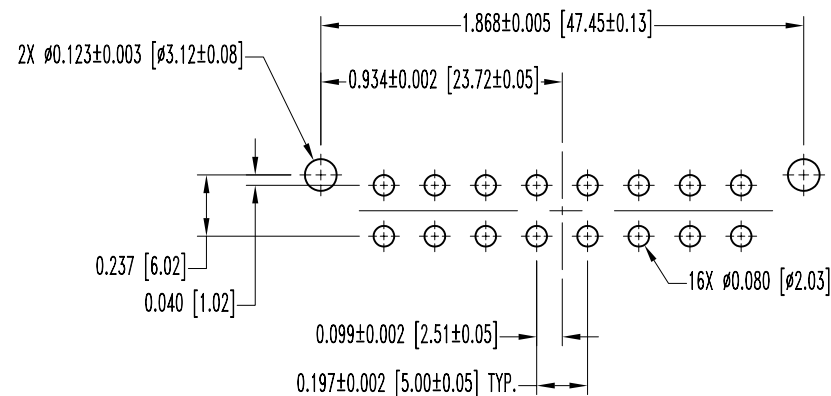 1.868±0.005 [47.45±0.13]
2X ø0.123±0.003 [ø3.12±0.08]
0.934±0.002 [23.72±0.05]
0.237 [6.02]
16X ø0.080 [ø2.03]
0.040 [1.02]
0.099±0.002 [2.51±0.05]
0.197±0.002 [5.00±0.05] TYP.